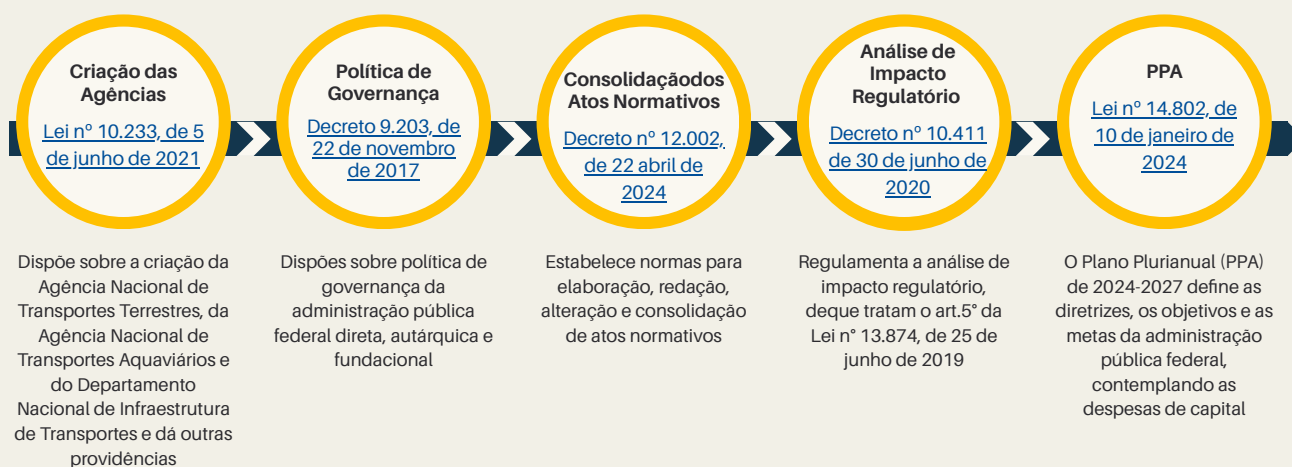 Criação das
Agências
Lei nº 10.233, de 5
de junho de 2021
Dispõe sobre a criação da
Agência Nacional de
Transportes Terrestres, da
Agência Nacional de
Transportes Aquaviários e
do Departamento
Nacional de Infraestrutura
de Transportes e dá outras
providências
Política de
Governança
Decreto 9.203, de
22 de novembro
de 2017
Dispões sobre política de
governança da
administração pública
federal direta, autárquica e
fundacional
Consolidaçãodos
Atos Normativos
Decreto nº 12.002,
de 22 abril de
2024
Estabelece normas para
elaboração, redação,
alteração e consolidação
de atos normativos
Análise de
Impacto
Regulatório
Decreto nº 10.411
de 30 de junho de
2020
Regulamenta a análise de
impacto regulatório,
deque tratam o art.5° da
Lei n° 13.874, de 25 de
junho de 2019
PPA
Lei nº 14.802, de
10 de janeiro de
2024
O Plano Plurianual (PPA)
de 2024-2027 define as
diretrizes, os objetivos e as
metas da administração
pública federal,
contemplando as
despesas de capital